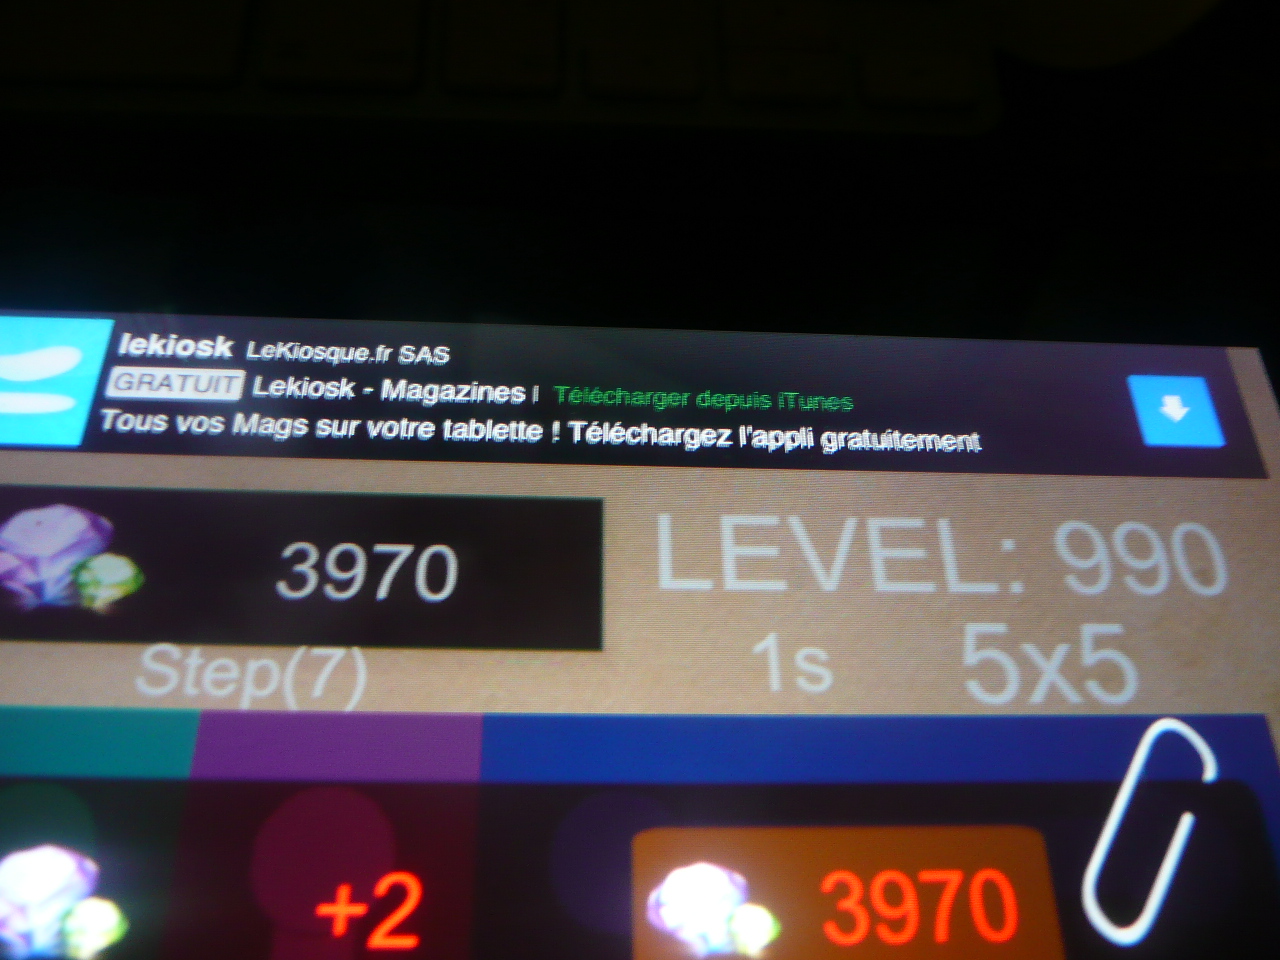 lekiosk LeKiosque.fr SAS
GRATUIT Lekiosk - Magazines | Télécharger depuis iTunes
Tous vos Mags sur votre tablette ! Téléchargez l'appli gratuitement
3970
LEVEL: 990
Step(7)
1s
5x5
+2
3970